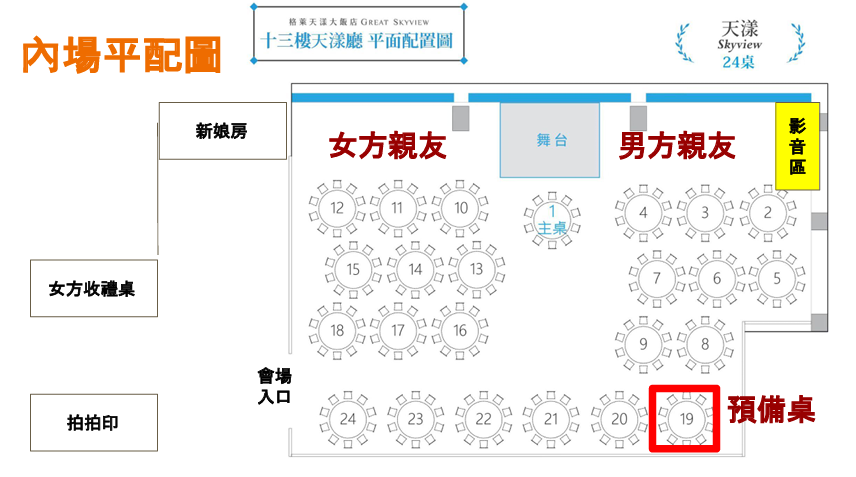 內場平配圖
格萊天漾大飯店 GREAT SKYVIEW
十三樓天漾廳 平面配置圖
天漾
Skyview
24桌
新娘房
女方親友
舞台
男方親友
影音區
12 11 10
1
主桌
4 3 2
15 14 13
7 6 5
女方收禮桌
18 17 16
9 8
會場
入口
拍拍印
24 23 22 21 20 19
預備桌